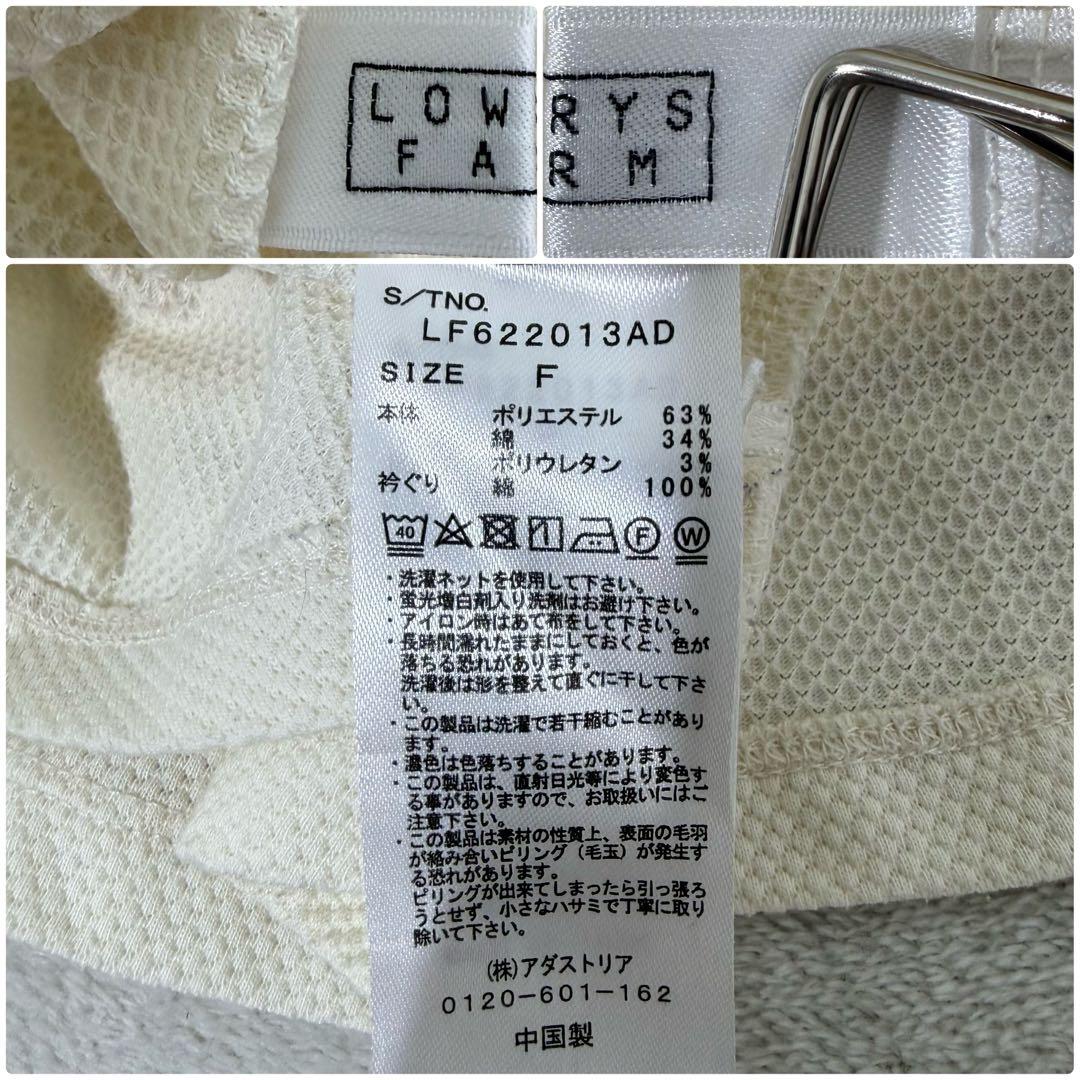 LOWRYS
FARM
S/TNO.
LF622013AD
SIZE F
本体 ポリエステル 63%
綿 34%
ポリウレタン 3%
衿ぐり 綿 100%
40 F W
・洗濯ネットを使用して下さい。
・蛍光増白剤入り洗剤はお避け下さい。
・アイロン時はあて布をして下さい。
・長時間濡れたままにしておくと、色が
落ちる恐れがあります。
洗濯後は形を整えて直ぐに干して下さ
い。
・この製品は洗濯で若干縮むことがあり
ます。
・濃色は色落ちすることがあります。
・この製品は、直射日光等により変色す
る事がありますので、お取扱いにはご
注意下さい。
・この製品は素材の性質上、表面の毛羽
が絡み合いピリング（毛玉）が発生す
る恐れがあります。
ピリングが出来てしまったら引っ張ろ
うとせず、小さなハサミで丁寧に取り
除いて下さい。
(株)アダストリア
0120-601-162
中国製